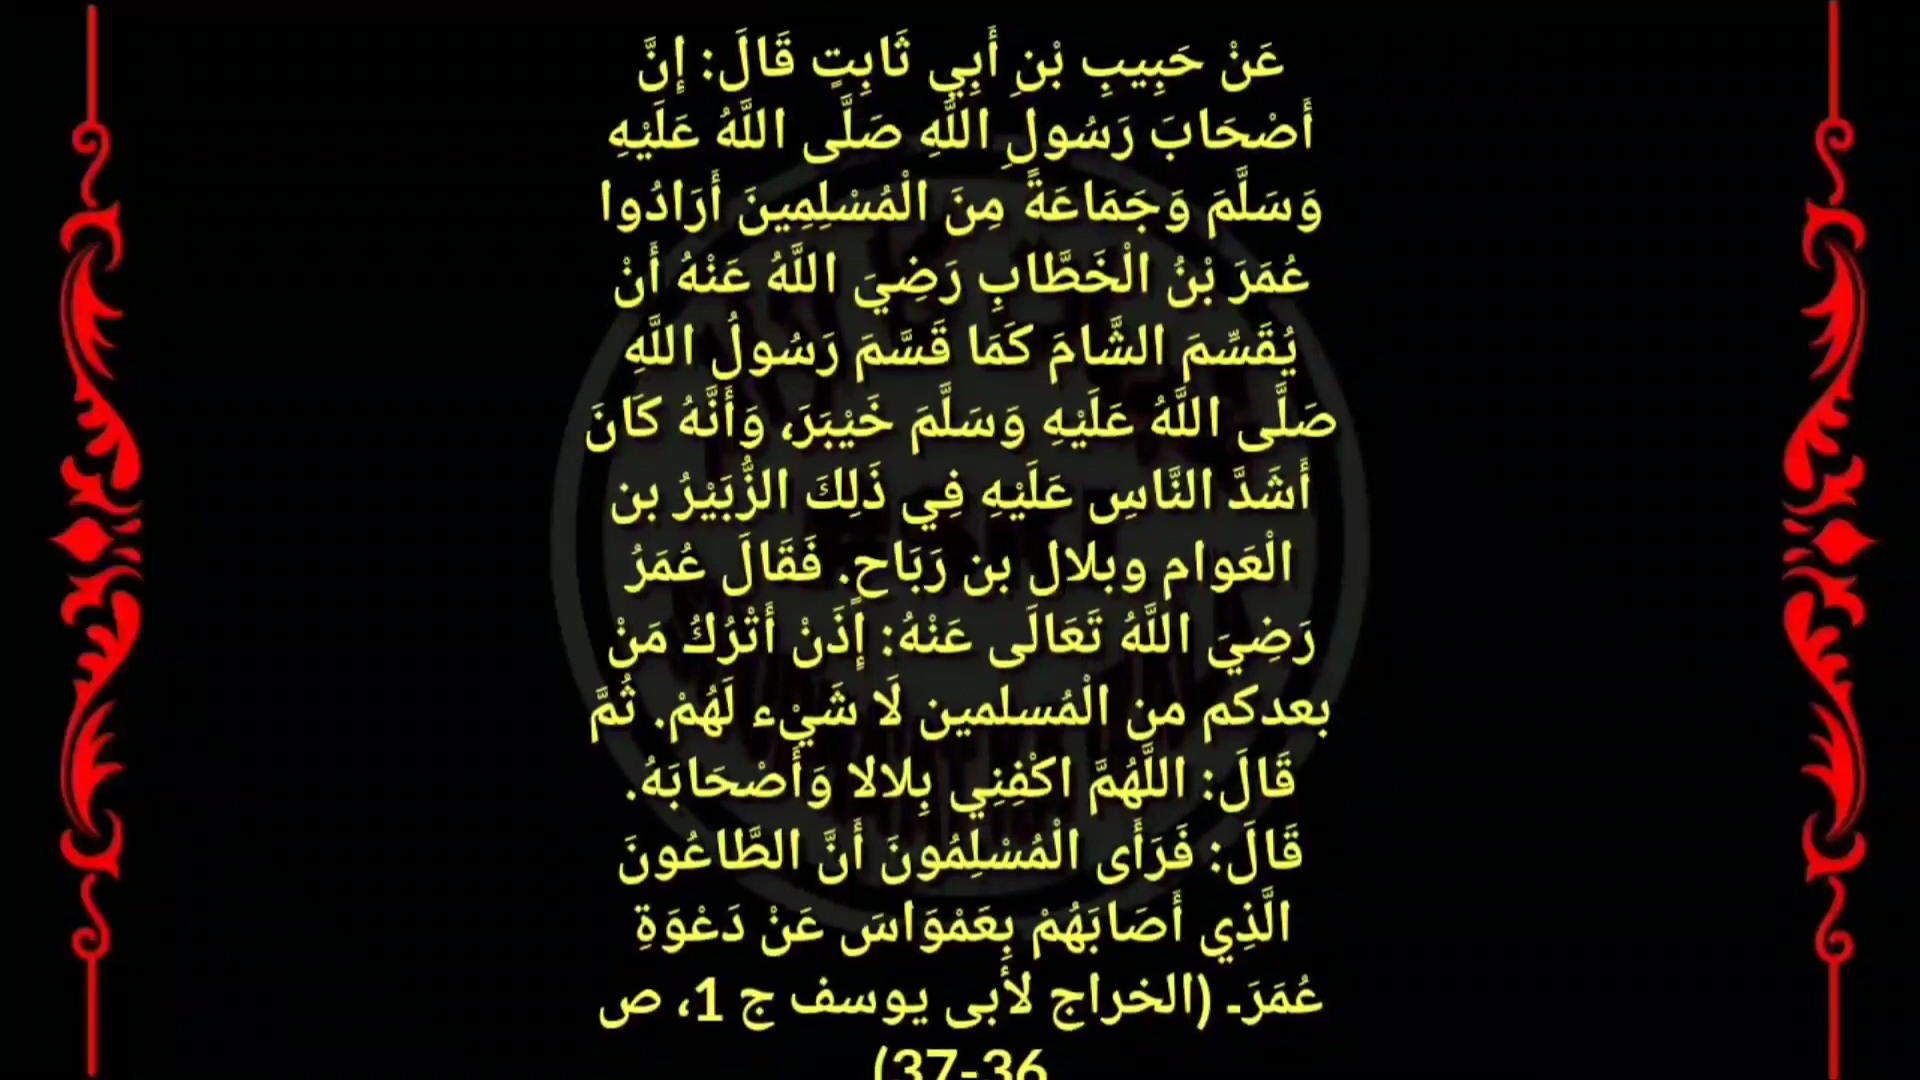 عَنْ حَبِيبِ بْنِ أَبِي ثَابِتٍ قَالَ: إِنَّ
أَصْحَابَ رَسُولِ اللَّهِ صَلَّى اللَّهُ عَلَيْهِ
وَسَلَّمَ وَجَمَاعَةً مِنَ الْمُسْلِمِينَ أَرَادُوا
عُمَرَ بْنُ الْخَطَّابِ رَضِيَ اللَّهُ عَنْهُ أَنْ
يُقَسِّمَ الشَّامَ كَمَا قَسَّمَ رَسُولُ اللَّهِ
صَلَّى اللَّهُ عَلَيْهِ وَسَلَّمَ خَيْبَرَ، وَأَنَّهُ كَانَ
أَشَدَّ النَّاسِ عَلَيْهِ فِي ذَلِكَ الزُّبَيْرُ بن
الْعَوام وبلال بن رَبَاحٍ. فَقَالَ عُمَرُ
رَضِيَ اللَّهُ تَعَالَى عَنْهُ: إِذَنْ أَتْرُكُ مَنْ
بعدكم من الْمُسلمين لَا شَيْء لَهُمْ. ثُمَّ
قَالَ: اللَّهُمَّ اكْفِنِي بِلالا وَأَصْحَابَهُ.
قَالَ: فَرَأَى الْمُسْلِمُونَ أَنَّ الطَّاعُونَ
الَّذِي أَصَابَهُمْ بِعَمْوَاسَ عَنْ دَعْوَةِ
عُمَرَ۔ (الخراج لأبى يوسف ج 1، ص
36-37)